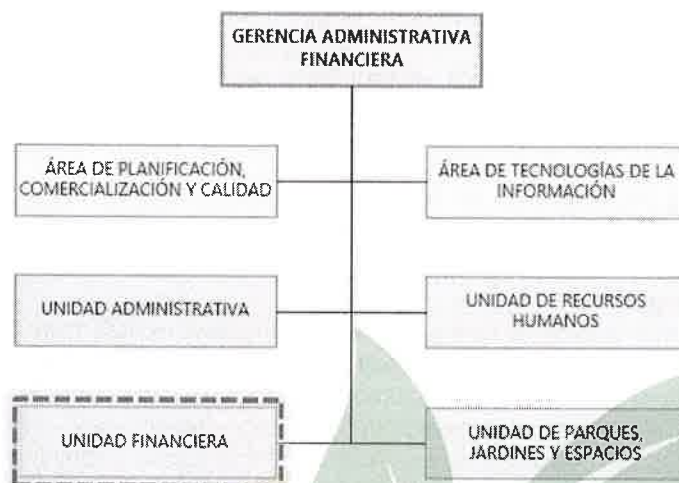 GERENCIA ADMINISTRATIVA
FINANCIERA
ÁREA DE PLANIFICACIÓN,
COMERCIALIZACIÓN Y CALIDAD
ÁREA DE TECNOLOGÍAS DE LA
INFORMACIÓN
UNIDAD ADMINISTRATIVA
UNIDAD DE RECURSOS
HUMANOS
UNIDAD FINANCIERA
UNIDAD DE PARQUES,
JARDINES Y ESPACIOS